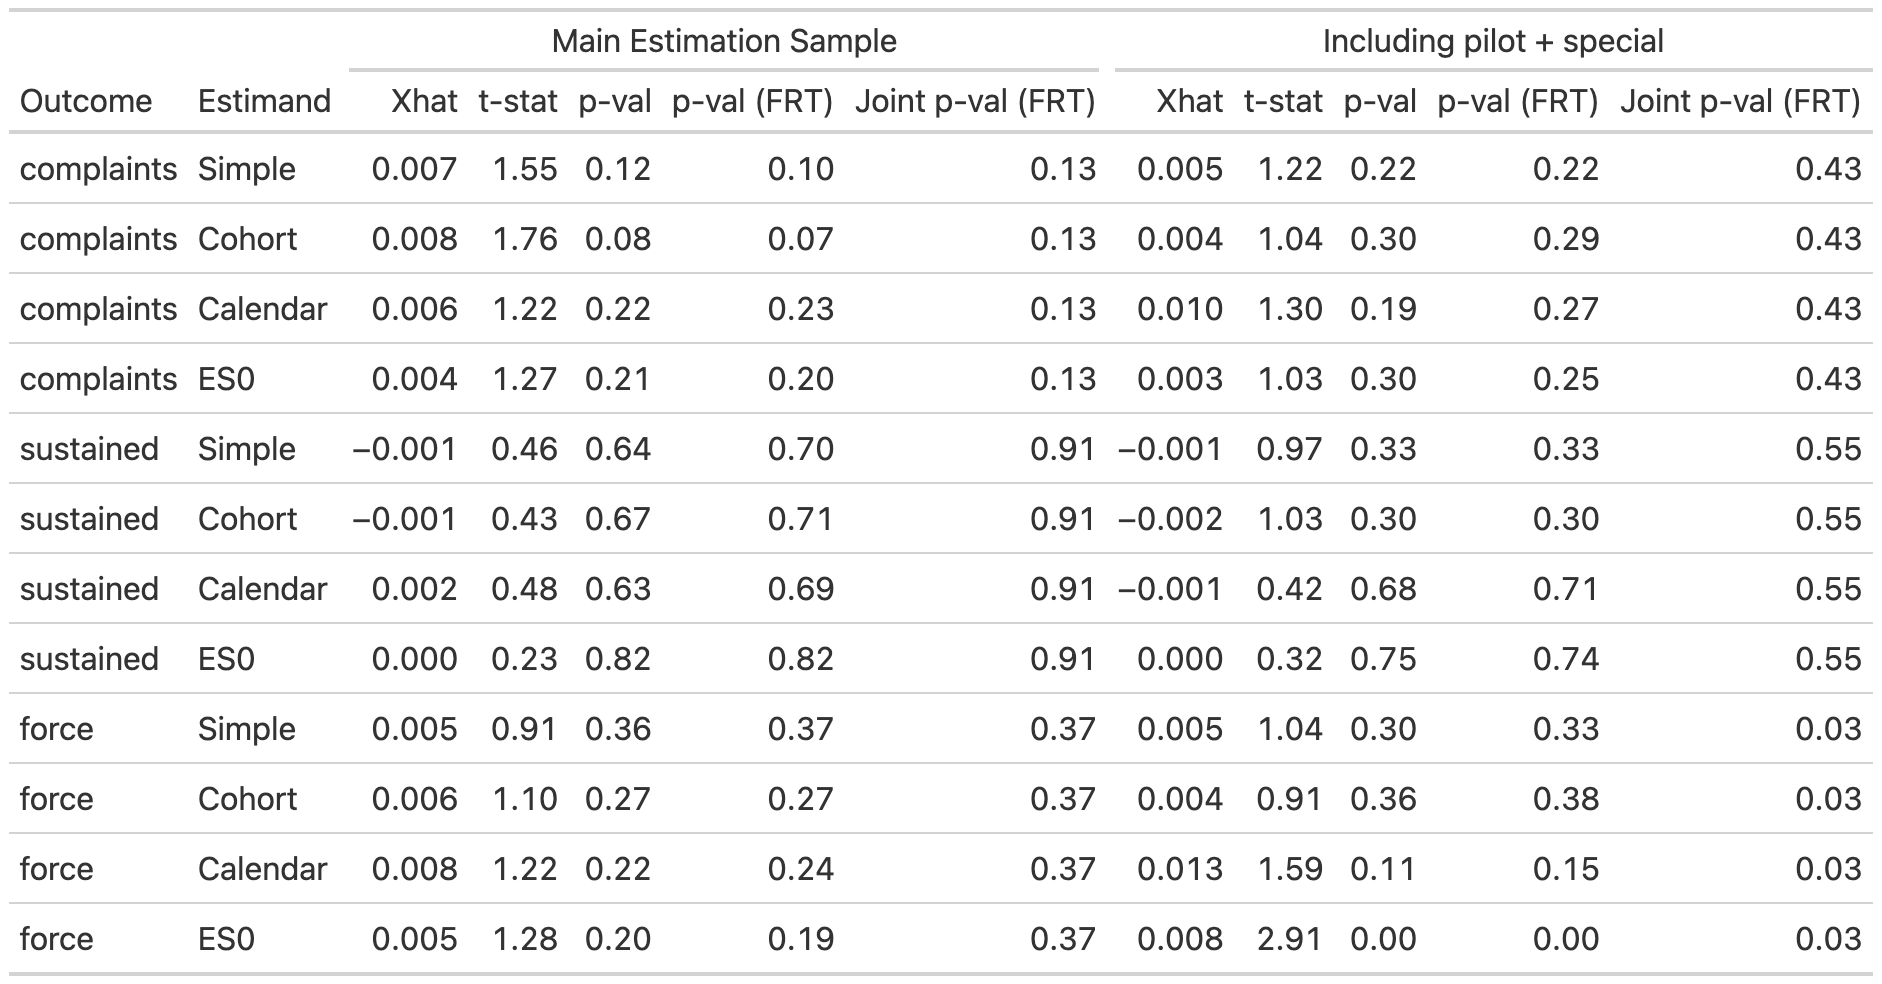 Main Estimation Sample Including pilot + special
Outcome Estimand Xhat t-stat p-val p-val (FRT) Joint p-val (FRT) Xhat t-stat p-val p-val (FRT) Joint p-val (FRT)
complaints Simple 0.007 1.55 0.12 0.10 0.13 0.005 1.22 0.22 0.22 0.43
complaints Cohort 0.008 1.76 0.08 0.07 0.13 0.004 1.04 0.30 0.29 0.43
complaints Calendar 0.006 1.22 0.22 0.23 0.13 0.010 1.30 0.19 0.27 0.43
complaints ES0 0.004 1.27 0.21 0.20 0.13 0.003 1.03 0.30 0.25 0.43
sustained Simple −0.001 0.46 0.64 0.70 0.91 −0.001 0.97 0.33 0.33 0.55
sustained Cohort −0.001 0.43 0.67 0.71 0.91 −0.002 1.03 0.30 0.30 0.55
sustained Calendar 0.002 0.48 0.63 0.69 0.91 −0.001 0.42 0.68 0.71 0.55
sustained ES0 0.000 0.23 0.82 0.82 0.91 0.000 0.32 0.75 0.74 0.55
force Simple 0.005 0.91 0.36 0.37 0.37 0.005 1.04 0.30 0.33 0.03
force Cohort 0.006 1.10 0.27 0.27 0.37 0.004 0.91 0.36 0.38 0.03
force Calendar 0.008 1.22 0.22 0.24 0.37 0.013 1.59 0.11 0.15 0.03
force ES0 0.005 1.28 0.20 0.19 0.37 0.008 2.91 0.00 0.00 0.03